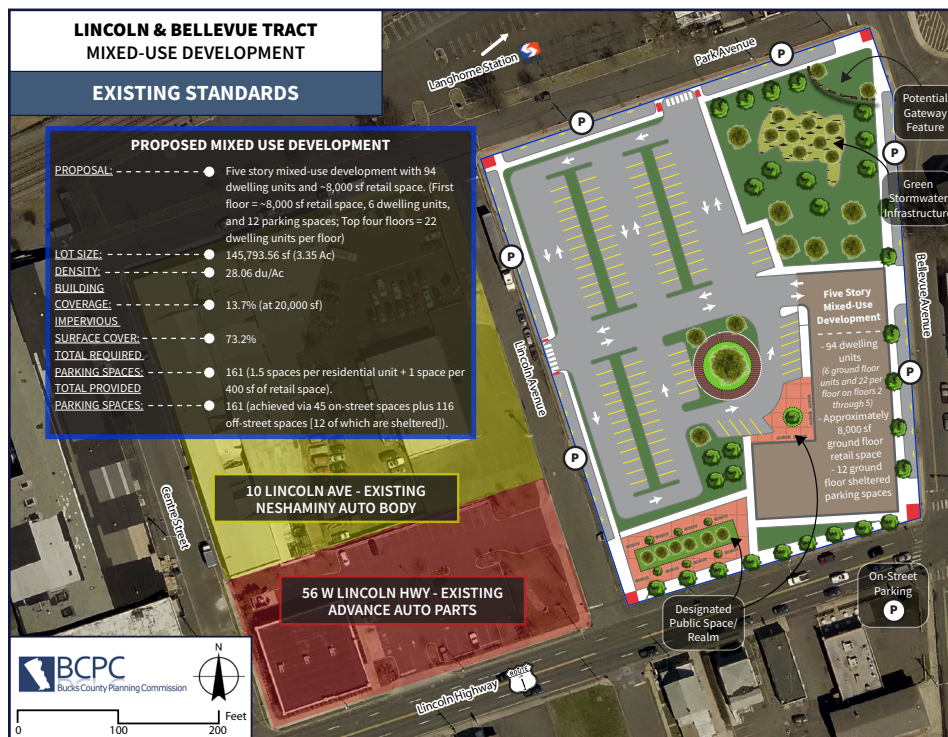 LINCOLN & BELLEVUE TRACT
MIXED-USE DEVELOPMENT
EXISTING STANDARDS
PROPOSED MIXED USE DEVELOPMENT
PROPOSAL: Five story mixed-use development with 94
dwelling units and ~8,000 sf retail space. (First
floor = ~8,000 sf retail space, 6 dwelling units,
and 12 parking spaces; Top four floors = 22
dwelling units per floor)
LOT SIZE: 145,793.56 sf (3.35 Ac)
DENSITY: 28.06 du/Ac
BUILDING
COVERAGE: 13.7% (at 20,000 sf)
IMPERVIOUS
SURFACE COVER: 73.2%
TOTAL REQUIRED
PARKING SPACES: 161 (1.5 spaces per residential unit + 1 space per
400 sf of retail space).
TOTAL PROVIDED
PARKING SPACES: 161 (achieved via 45 on-street spaces plus 116
off-street spaces [12 of which are sheltered]).
10 LINCOLN AVE - EXISTING
NESHAMINY AUTO BODY
56 W LINCOLN HWY - EXISTING
ADVANCE AUTO PARTS
Langhorne Station
Park Avenue
P
P
P
P
P
P
Potential
Gateway
Feature
Green
Stormwater
Infrastructure
Bellevue Avenue
Lincoln Avenue
Centre Street
Five Story
Mixed-Use
Development
- 94 dwelling
units
(6 ground floor
units and 22 per
floor on floors 2
through 5)
- Approximately
8,000 sf
ground floor
retail space
- 12 ground
floor sheltered
parking spaces
Designated
Public Space/
Realm
On-Street
Parking
P
Lincoln Highway
ROUTE
1
BCPC
Bucks County Planning Commission
N
0 100 200 Feet